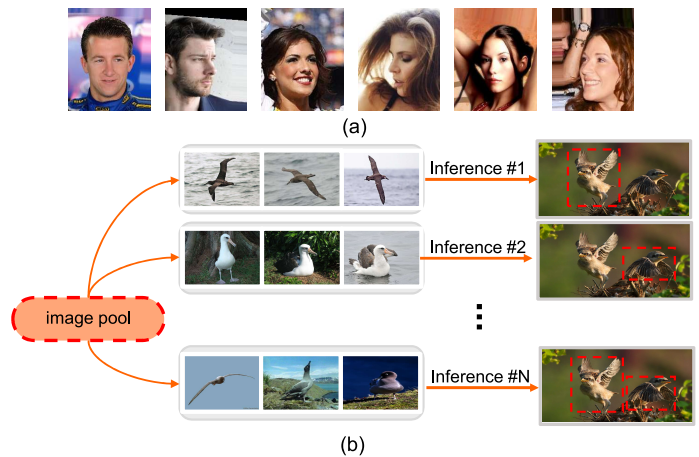 (a)
Inference #1
Inference #2
image pool
Inference #N
(b)